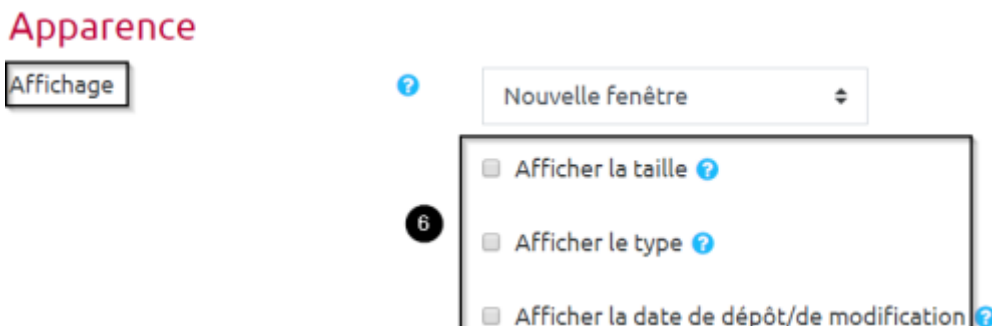 Apparence
Affichage
Nouvelle fenêtre
Afficher la taille
6
Afficher le type
Afficher la date de dépôt/de modification